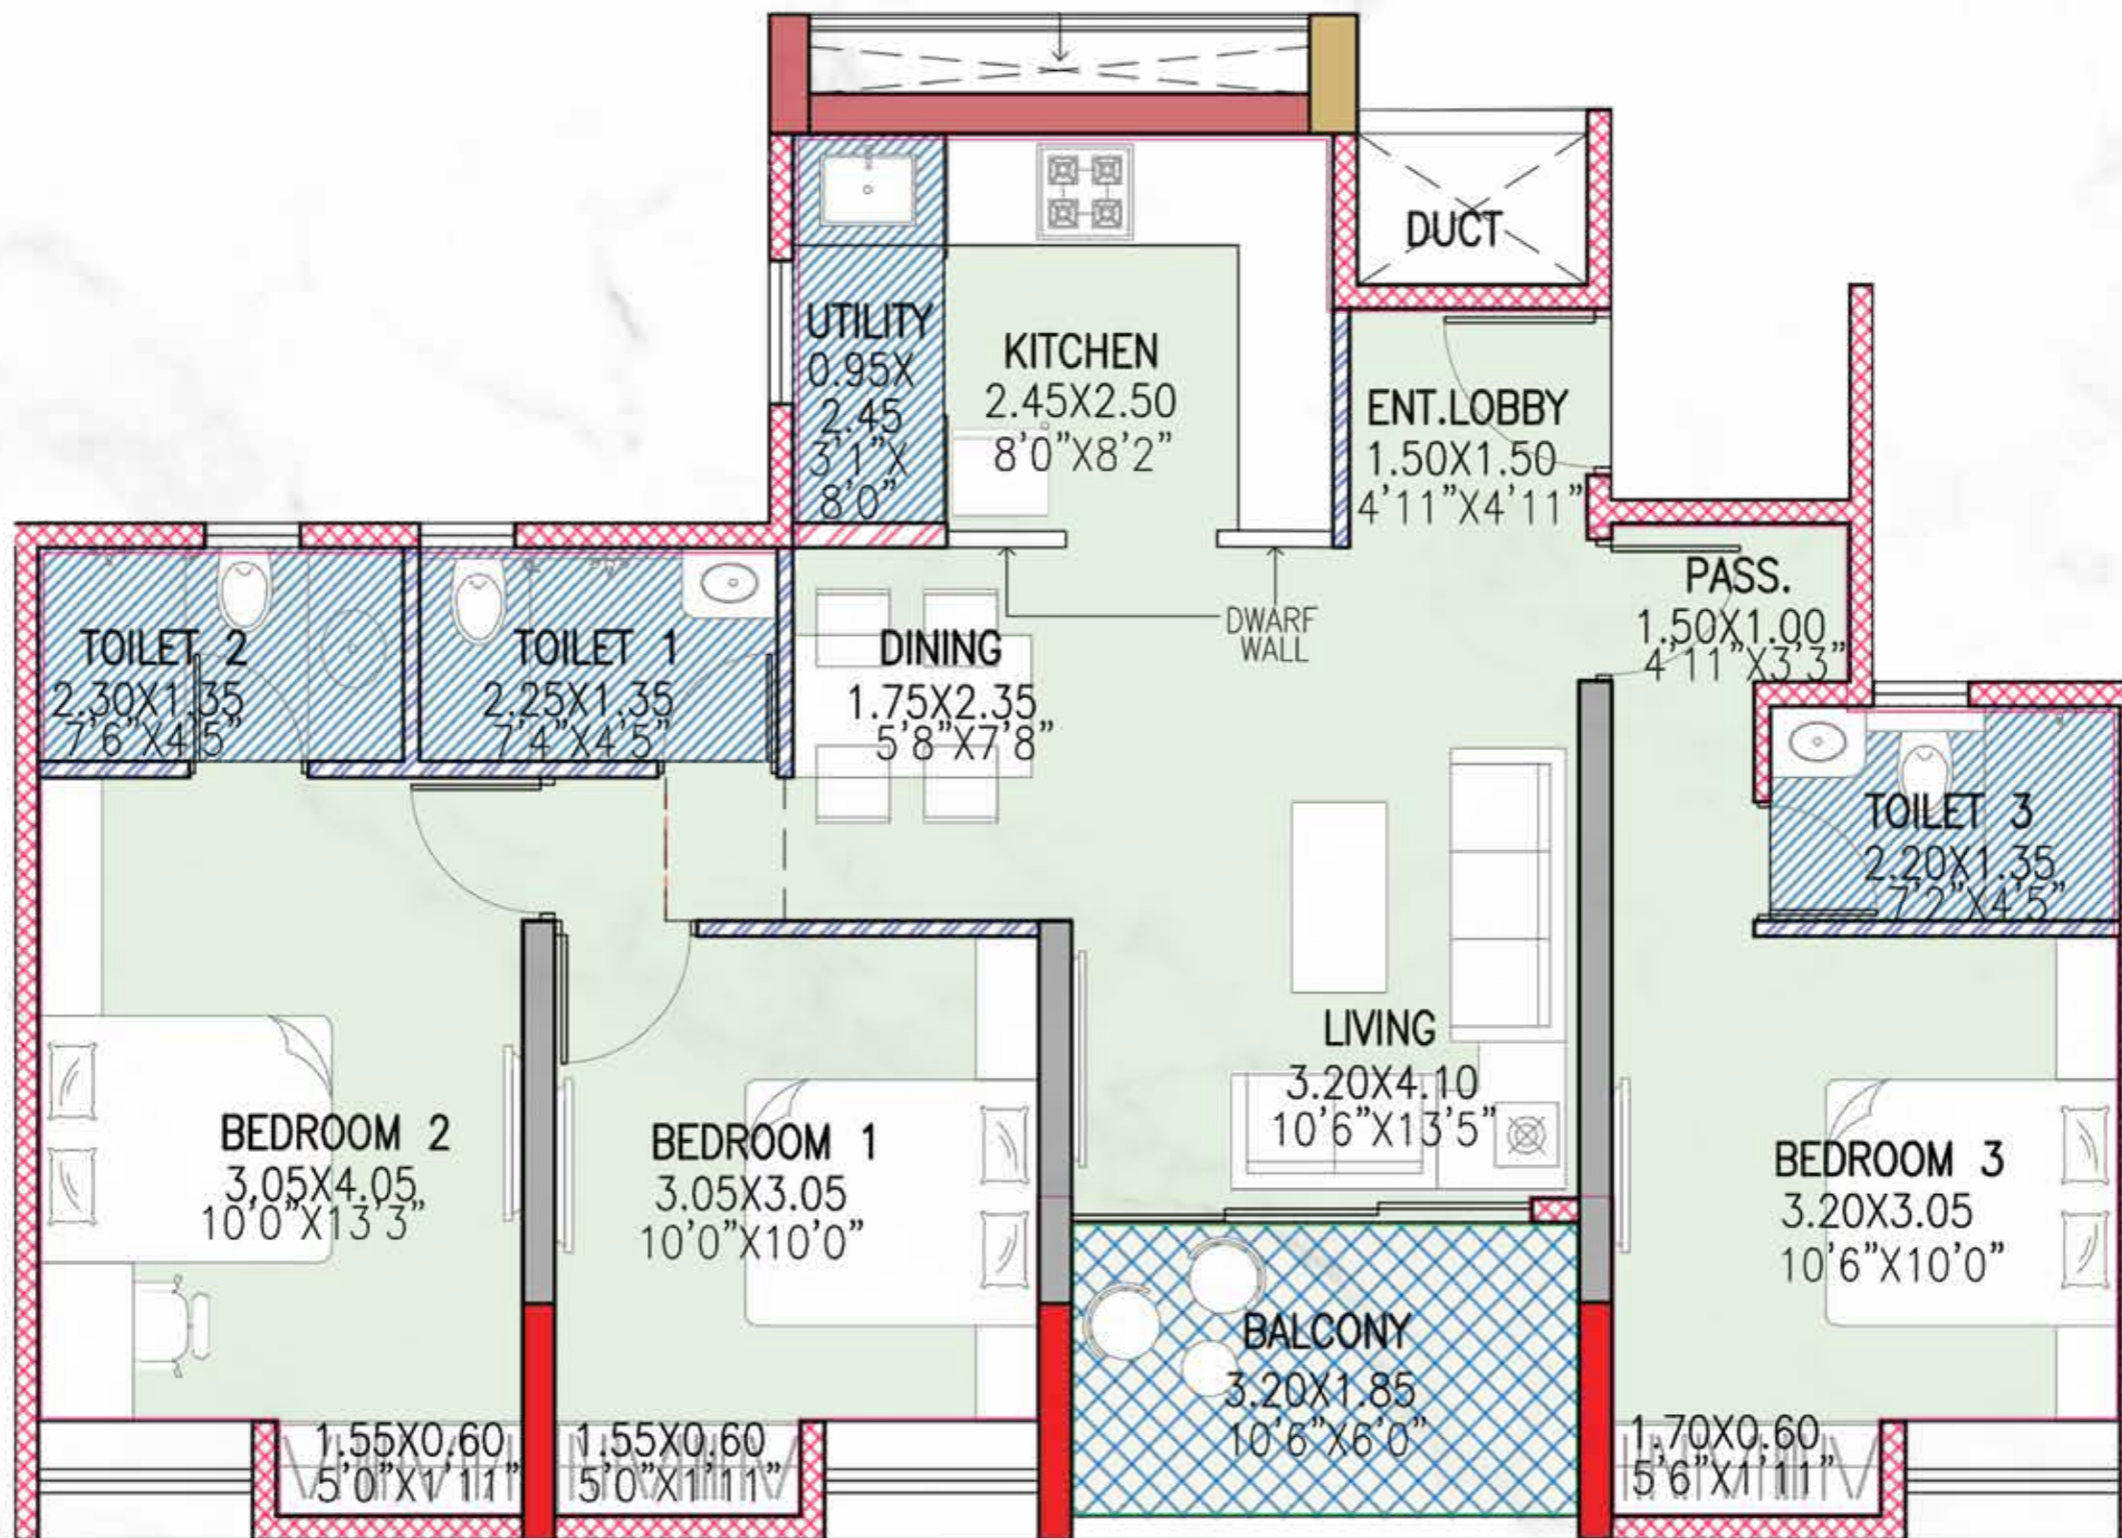 DUCT
UTILITY
0.95X
2.45
3'1"X
8'0"
KITCHEN
2.45X2.50
8'0"X8'2"
ENT.LOBBY
1.50X1.50
4'11"X4'11"
PASS.
1.50X1.00
4'11"X3'3"
TOILET 2
2.30X1.35
7'6"X4'5"
TOILET 1
2.25X1.35
7'4"X4'5"
DINING
1.75X2.35
5'8"X7'8"
DWARF
WALL
TOILET 3
2.20X1.35
7'2"X4'5"
LIVING
3.20X4.10
10'6"X13'5"
BEDROOM 2
3.05X4.05
10'0"X13'3"
BEDROOM 1
3.05X3.05
10'0"X10'0"
BEDROOM 3
3.20X3.05
10'6"X10'0"
BALCONY
3.20X1.85
10'6"X6'0"
1.55X0.60
5'0"X1'11"
1.55X0.60
5'0"X1'11"
1.70X0.60
5'6"X1'11"